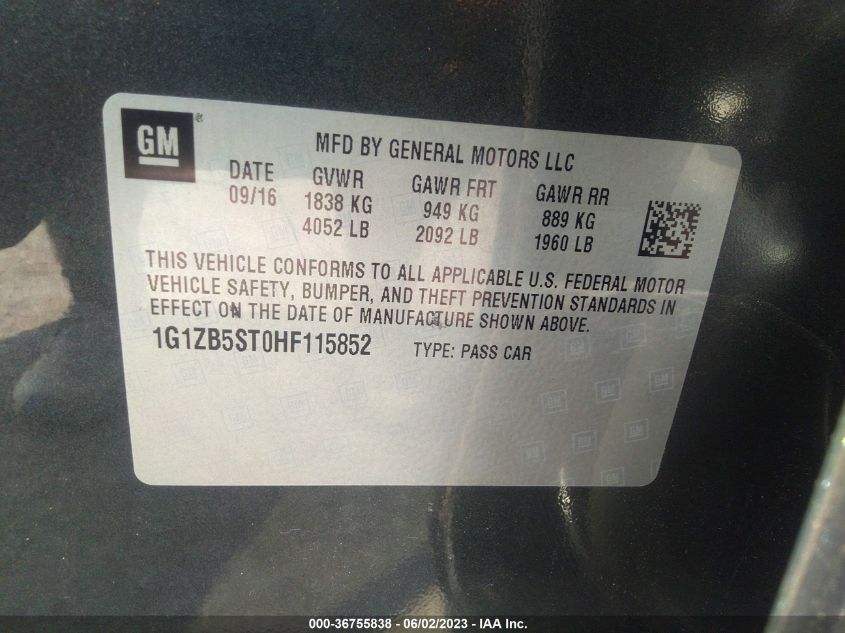 GM®
MFD BY GENERAL MOTORS LLC
DATE GVWR GAWR FRT GAWR RR
09/16 1838 KG 949 KG 889 KG
4052 LB 2092 LB 1960 LB
THIS VEHICLE CONFORMS TO ALL APPLICABLE U.S. FEDERAL MOTOR
VEHICLE SAFETY, BUMPER, AND THEFT PREVENTION STANDARDS IN
EFFECT ON THE DATE OF MANUFACTURE SHOWN ABOVE.
1G1ZB5ST0HF115852 TYPE: PASS CAR
000-36755838 - 06/02/2023 - IAA Inc.